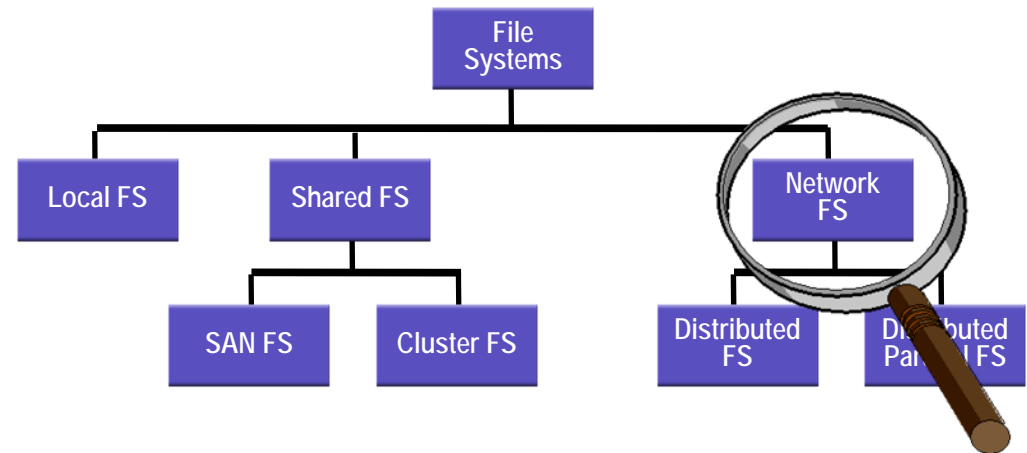 File
Systems
Local FS
Shared FS
Network
FS
SAN FS
Cluster FS
Distributed
FS
FS